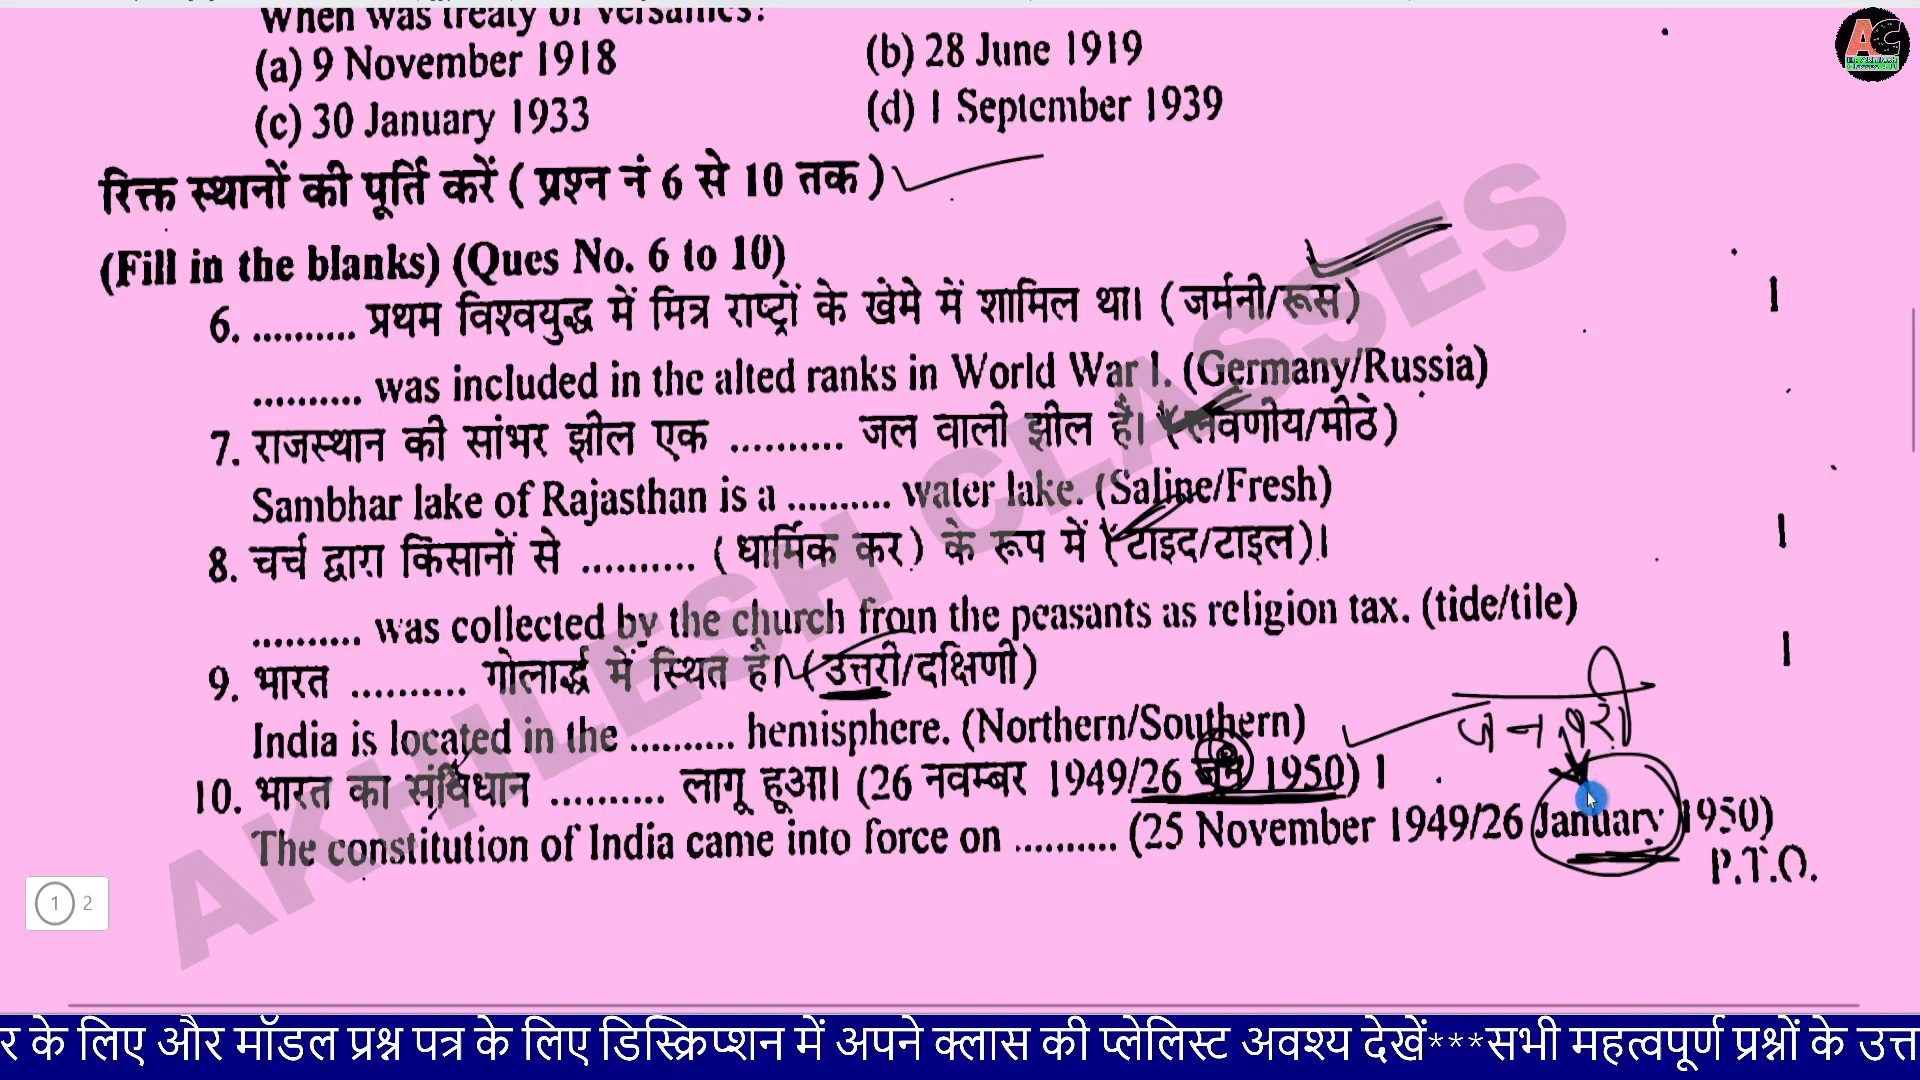 When was treaty of versailles?
(a) 9 November 1918 (b) 28 June 1919
(c) 30 January 1933 (d) 1 September 1939
रिक्त स्थानों की पूर्ति करें ( प्रश्न नं 6 से 10 तक )
(Fill in the blanks) (Ques No. 6 to 10)
6. .......... प्रथम विश्वयुद्ध में मित्र राष्ट्रों के खेमे में शामिल था। ( जर्मनी/रूस) 1
.......... was included in the alted ranks in World War I. (Germany/Russia)
7. राजस्थान की सांभर झील एक .......... जल वाली झील है। (लवणीय/मीठे)
Sambhar lake of Rajasthan is a .......... water lake. (Saline/Fresh)
8. चर्च द्वारा किसानों से .......... ( धार्मिक कर ) के रूप में (टाइद/टाइल)। 1
.......... was collected by the church from the peasants as religion tax. (tide/tile)
9. भारत .......... गोलार्द्ध में स्थित है। (उत्तरी/दक्षिणी) 1
India is located in the .......... hemisphere. (Northern/Southern)
जनवरी
10. भारत का संविधान .......... लागू हूआ। (26 नवम्बर 1949/26 जून 1950) 1
The constitution of India came into force on .......... (25 November 1949/26 January 1950)
P.T.O.
1 2
AKHLESH CLASSES
AC
र के लिए और मॉडल प्रश्न पत्र के लिए डिस्क्रिप्शन में अपने क्लास की प्लेलिस्ट अवश्य देखें***सभी महत्वपूर्ण प्रश्नों के उत्त